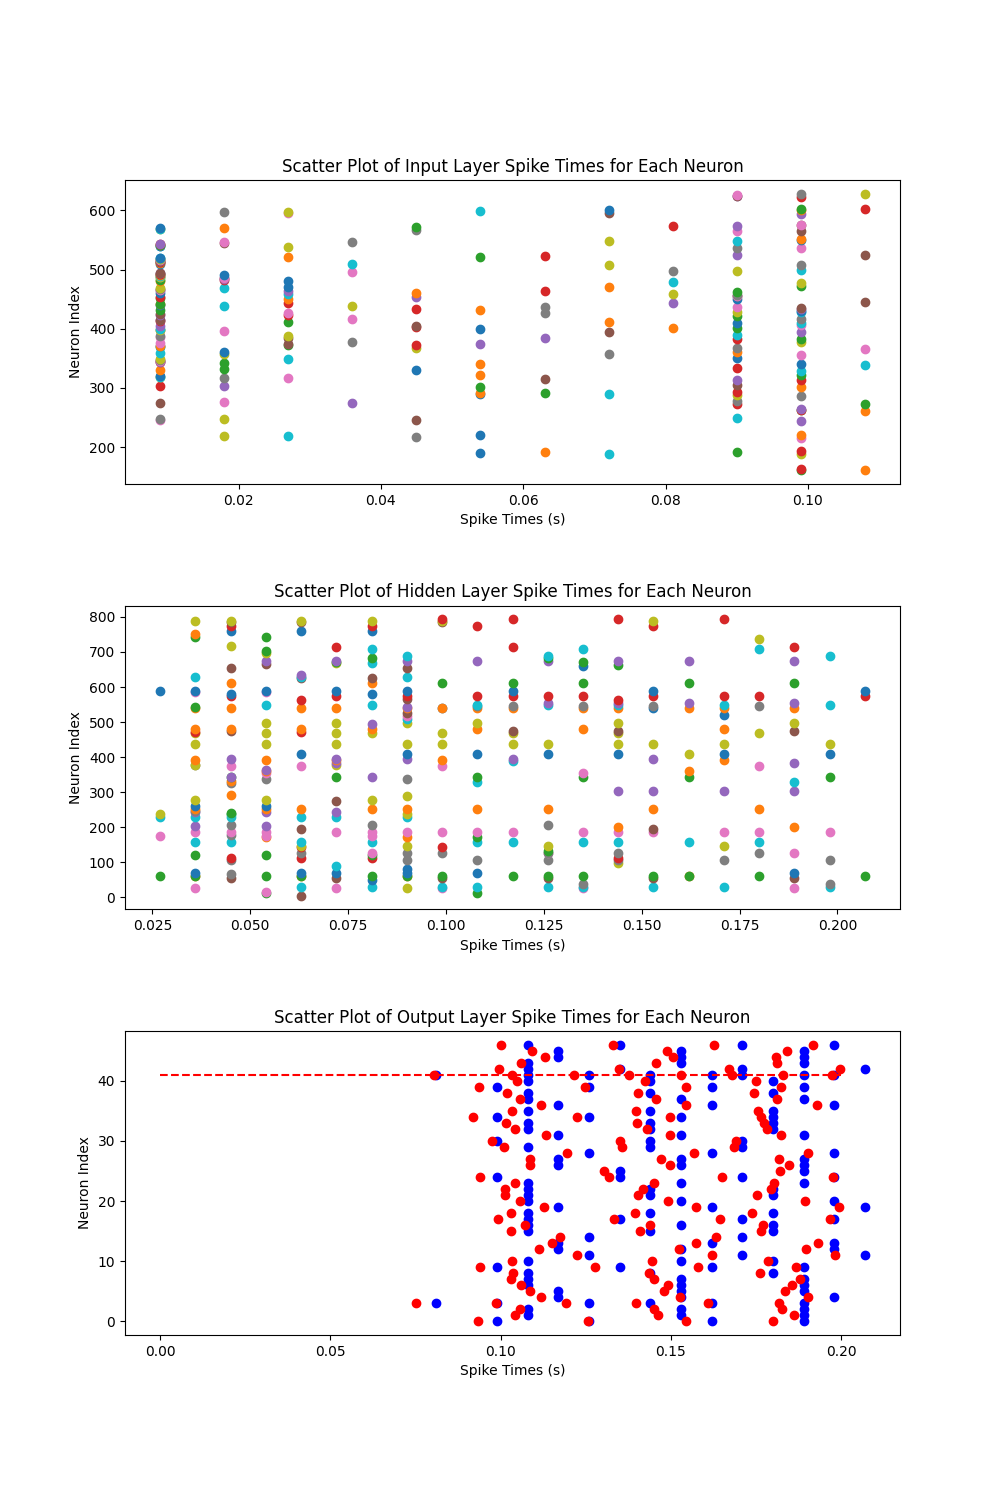 Scatter Plot of Input Layer Spike Times for Each Neuron
Neuron Index
600
500
400
300
200
0.02 0.04 0.06 0.08 0.10
Spike Times (s)
Scatter Plot of Hidden Layer Spike Times for Each Neuron
Neuron Index
800
700
600
500
400
300
200
100
0
0.025 0.050 0.075 0.100 0.125 0.150 0.175 0.200
Spike Times (s)
Scatter Plot of Output Layer Spike Times for Each Neuron
Neuron Index
40
30
20
10
0
0.00 0.05 0.10 0.15 0.20
Spike Times (s)